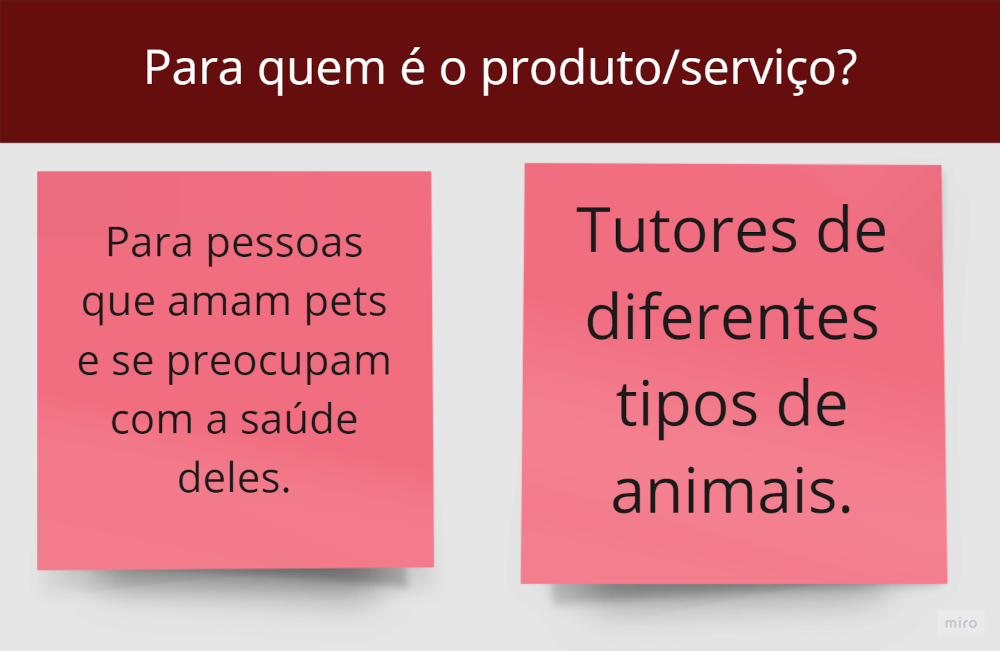 Para quem é o produto/serviço?
Para pessoas
que amam pets
e se preocupam
com a saúde
deles.
Tutores de
diferentes
tipos de
animais.
miro